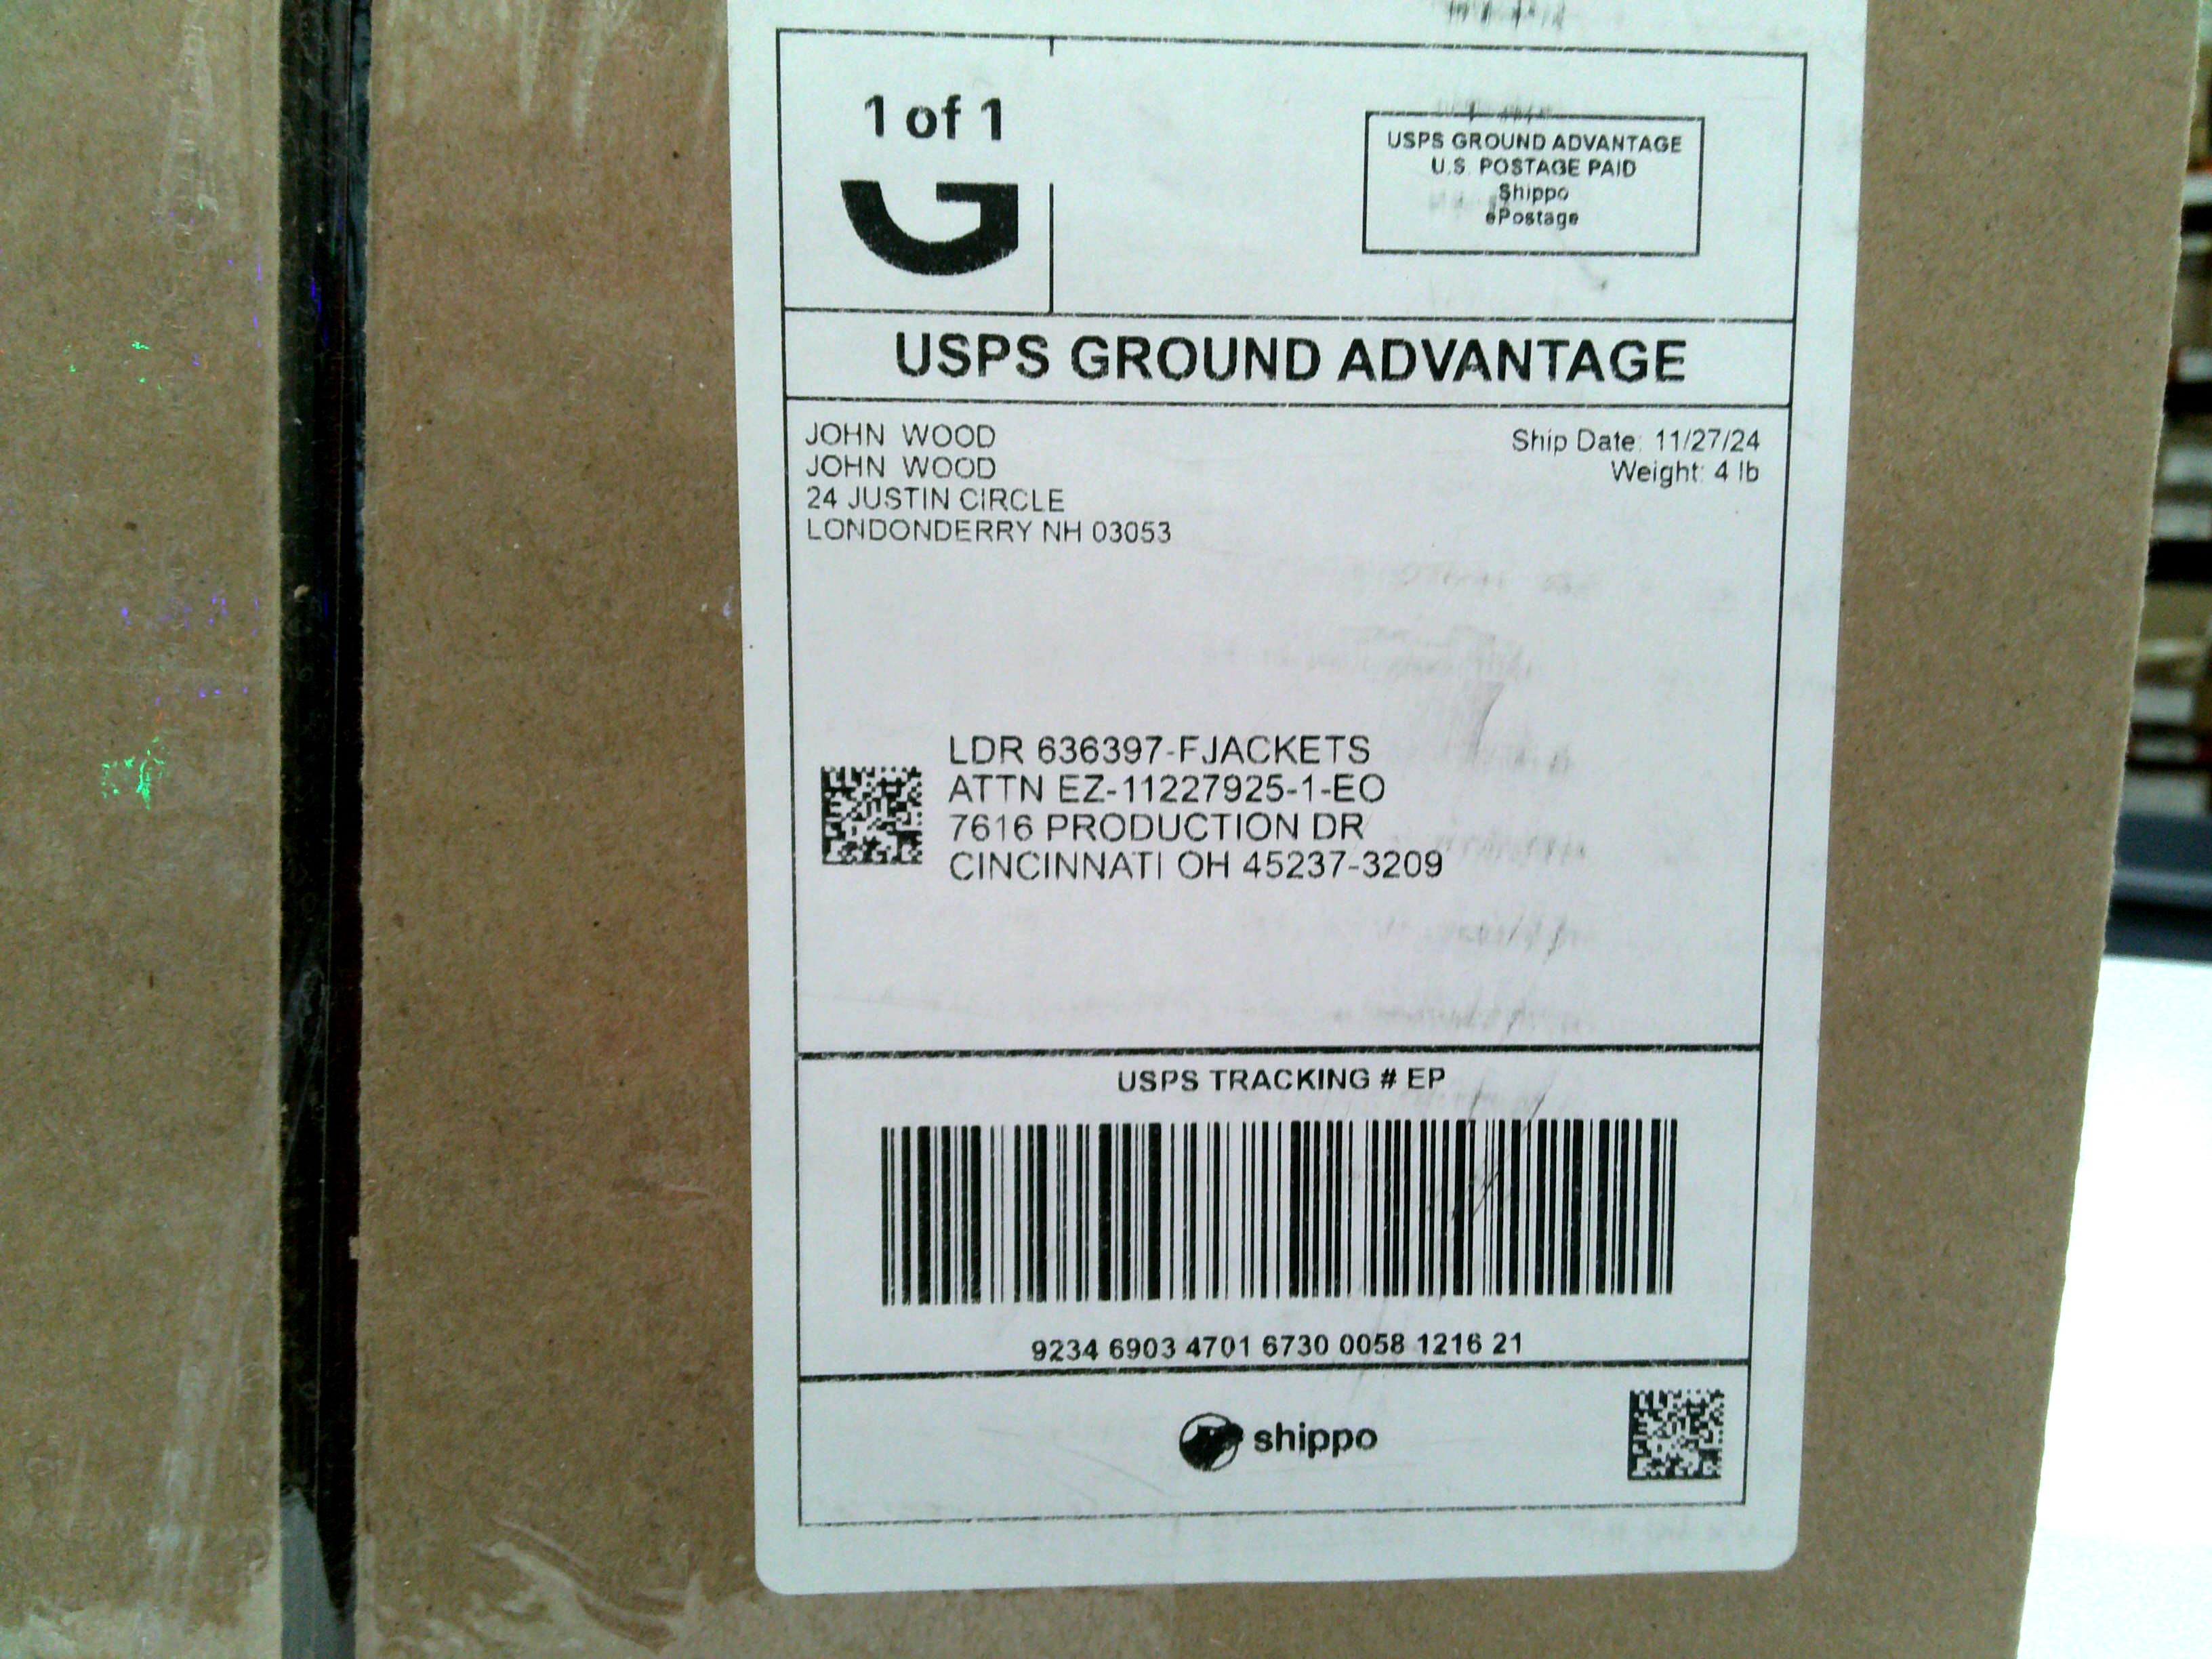 1 of 1
G
USPS GROUND ADVANTAGE
U.S. POSTAGE PAID
Shippo
ePostage
USPS GROUND ADVANTAGE
JOHN WOOD
JOHN WOOD
24 JUSTIN CIRCLE
LONDONDERRY NH 03053
Ship Date: 11/27/24
Weight: 4 lb
LDR 636397-FJACKETS
ATTN EZ-11227925-1-EO
7616 PRODUCTION DR
CINCINNATI OH 45237-3209
USPS TRACKING # EP
9234 6903 4701 6730 0058 1216 21
shippo